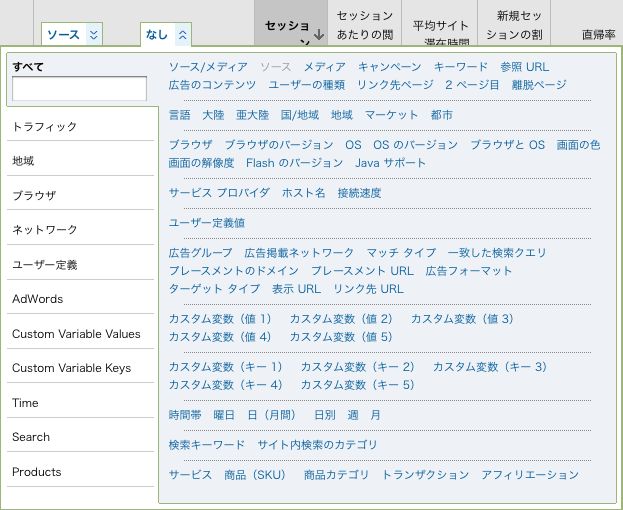 ソース
なし
セッション
セッションあたりの閲
平均サイト滞在時間
新規セッションの割
直帰率
すべて
トラフィック
地域
ブラウザ
ネットワーク
ユーザー定義
AdWords
Custom Variable Values
Custom Variable Keys
Time
Search
Products
ソース/メディア ソース メディア キャンペーン キーワード 参照 URL
広告のコンテンツ ユーザーの種類 リンク先ページ 2 ページ目 離脱ページ
言語 大陸 亜大陸 国/地域 地域 マーケット 都市
ブラウザ ブラウザのバージョン OS OS のバージョン ブラウザと OS 画面の色
画面の解像度 Flash のバージョン Java サポート
サービス プロバイダ ホスト名 接続速度
ユーザー定義値
広告グループ 広告掲載ネットワーク マッチ タイプ 一致した検索クエリ
プレースメントのドメイン プレースメント URL 広告フォーマット
ターゲット タイプ 表示 URL リンク先 URL
カスタム変数（値 1） カスタム変数（値 2） カスタム変数（値 3）
カスタム変数（値 4） カスタム変数（値 5）
カスタム変数（キー 1） カスタム変数（キー 2） カスタム変数（キー 3）
カスタム変数（キー 4） カスタム変数（キー 5）
時間帯 曜日 日（月間） 日別 週 月
検索キーワード サイト内検索のカテゴリ
サービス 商品（SKU） 商品カテゴリ トランザクション アフィリエーション